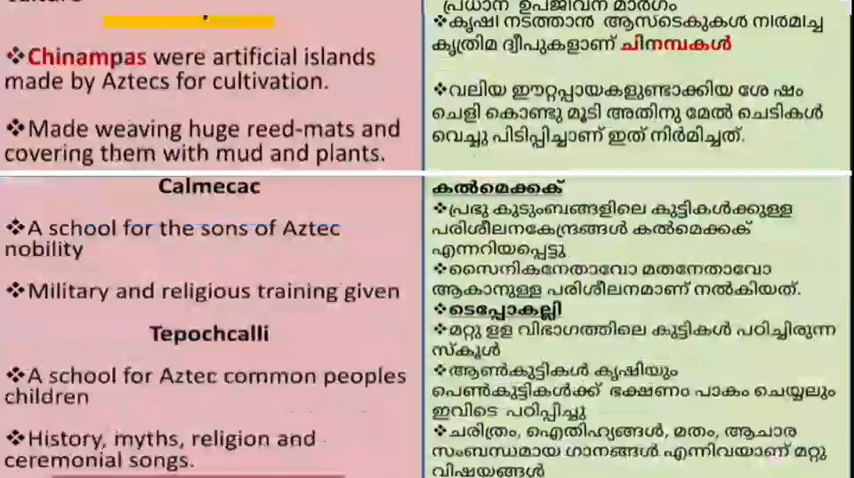 ❖Chinampas were artificial islands
made by Aztecs for cultivation.
❖Made weaving huge reed-mats and
covering them with mud and plants.
Calmecac
❖A school for the sons of Aztec
nobility
❖Military and religious training given
Tepochcalli
❖A school for Aztec common peoples
children
❖History, myths, religion and
ceremonial songs.
പ്രധാന ഉപജീവന മാർഗം
❖കൃഷി നടത്താൻ ആസ്ടെകുകൾ നിർമിച്ച
കൃത്രിമ ദ്വീപുകളാണ് ചിനമ്പകൾ
❖വലിയ ഈറ്റപ്പായകളുണ്ടാക്കിയ ശേ ഷം
ചെളി കൊണ്ടു മൂടി അതിനു മേൽ ചെടികൾ
വെച്ചു പിടിപ്പിച്ചാണ് ഇത് നിർമിച്ചത്.
കൽമെക്കക്
❖പ്രഭു കുടുംബങ്ങളിലെ കുട്ടികൾക്കുള്ള
പരിശീലനകേന്ദ്രങ്ങൾ കൽമെക്കക്
എന്നറിയപ്പെട്ടു
❖സൈനികനേതാവോ മതനേതാവോ
ആകാനുള്ള പരിശീലനമാണ് നൽകിയത്.
❖ടെപ്പോകല്ലി
❖മറ്റു ളള വിഭാഗത്തിലെ കുട്ടികൾ പഠിച്ചിരുന്ന
സ്കൂൾ
❖ആൺകുട്ടികൾ കൃഷിയും
പെൺകുട്ടികൾക്ക് ഭക്ഷണം പാകം ചെയ്യലും
ഇവിടെ പഠിപ്പിച്ചു
❖ചരിത്രം, ഐതിഹ്യങ്ങൾ, മതം, ആചാര
സംബന്ധമായ ഗാനങ്ങൾ എന്നിവയാണ് മറ്റു
വിഷയങ്ങൾ